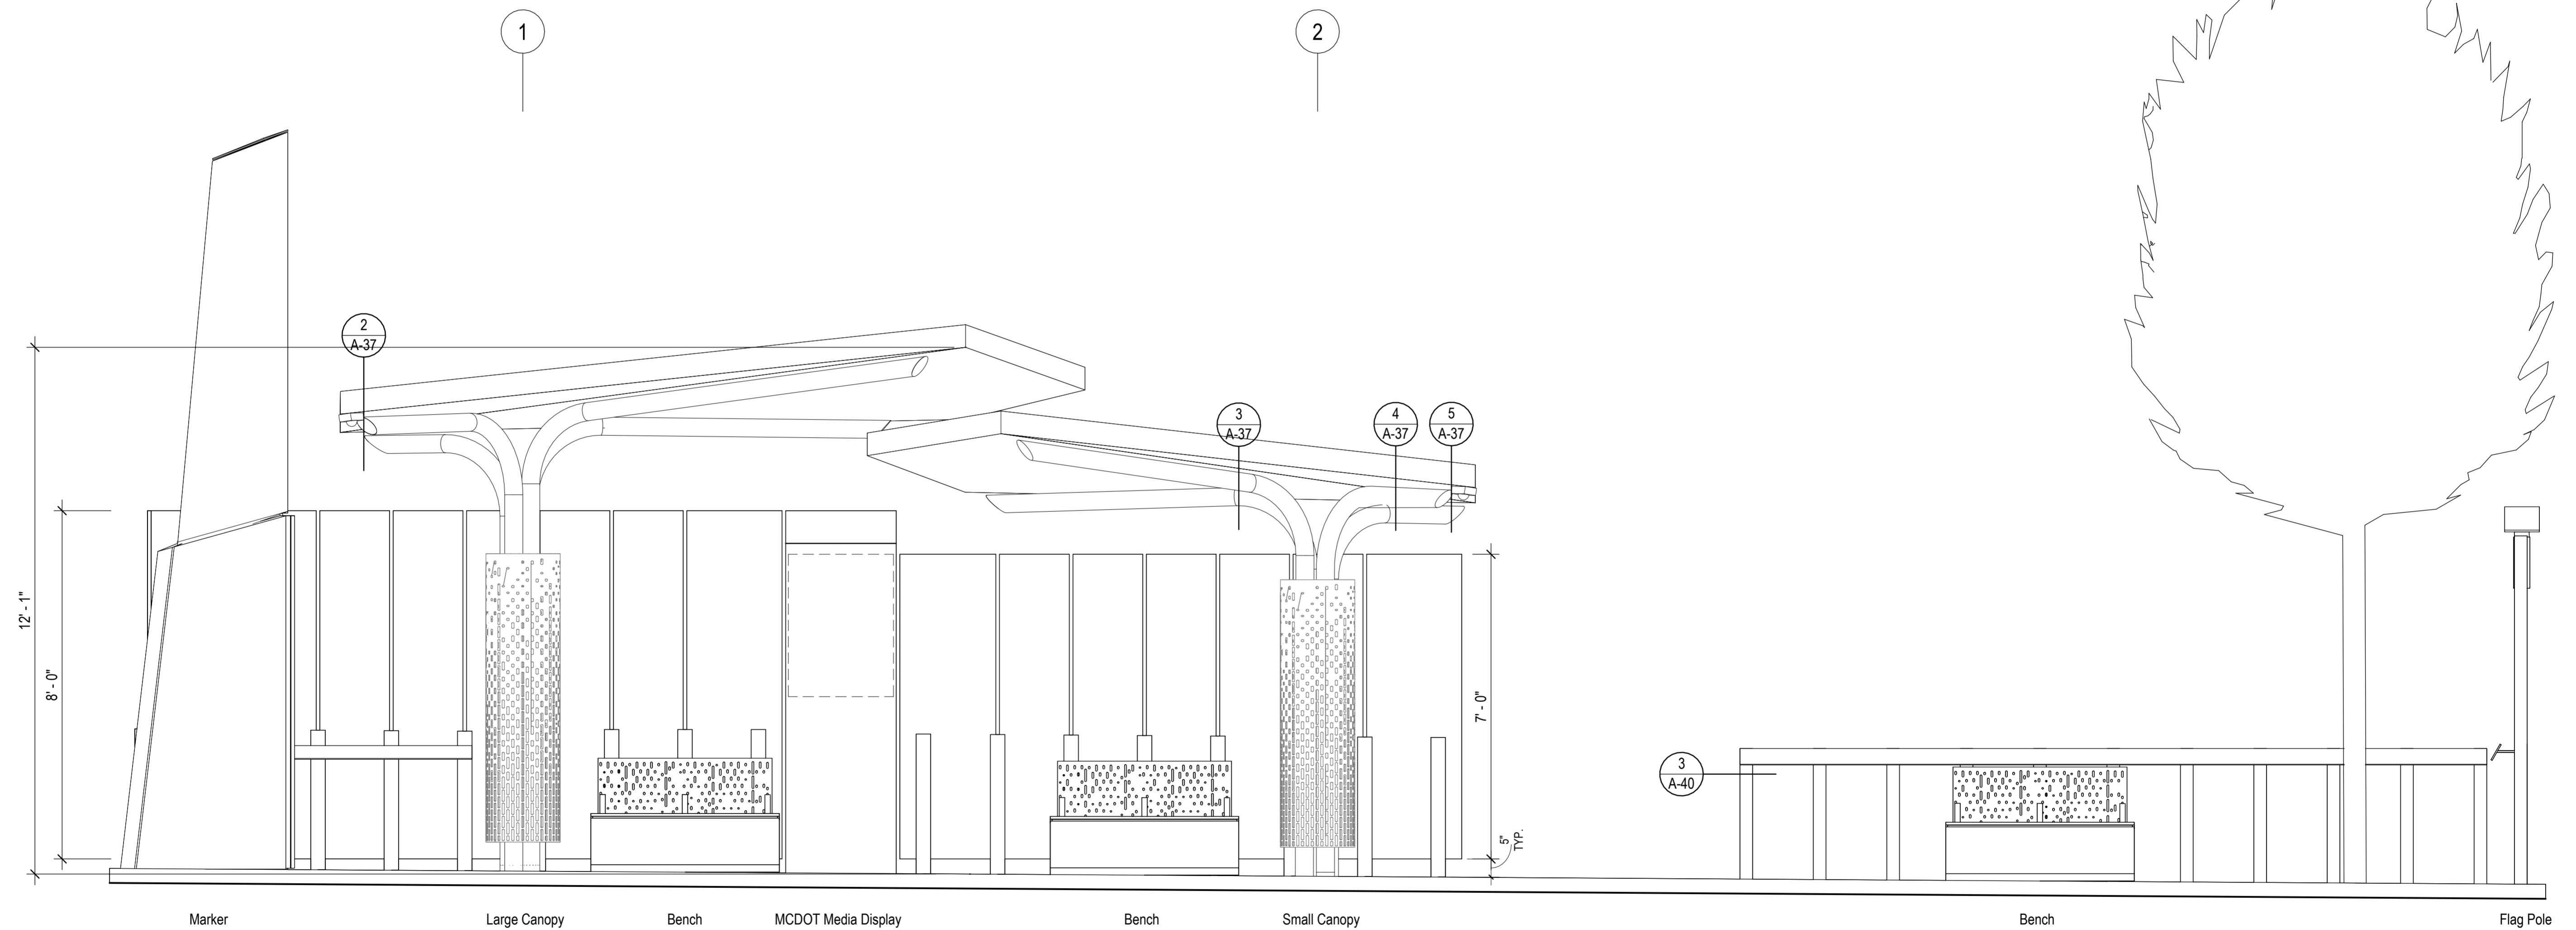 1
2
2
A-37
3
A-37
4
A-37
5
A-37
12' - 1"
8' - 0"
7' - 0"
5"
TYP.
3
A-40
Marker
Large Canopy
Bench
MCDOT Media Display
Bench
Small Canopy
Bench
Flag Pole